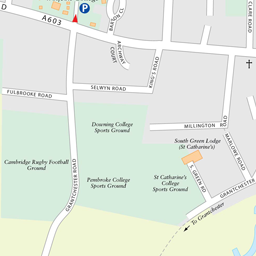 A603
P
BARSON CL
ARCHWAY
COURT
CLARE ROAD
KING'S ROAD
SELWYN ROAD
FULBROOKE ROAD
Downing College
Sports Ground
MILLINGTON ROAD
MARLOWE ROAD
South Green Lodge
(St Catharine's)
Cambridge Rugby Football
Ground
S. GREEN RD
GRANTCHESTER
Pembroke College
Sports Ground
St Catharine's
College
Sports Ground
GRANTCHESTER ROAD
To Grantchester